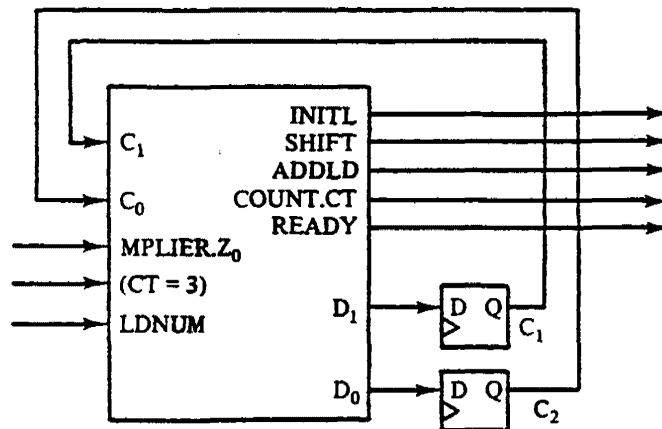 INITL
SHIFT
C₁
ADDLD
C₀
COUNT.CT
READY
MPLIER.Z₀
(CT = 3)
LDNUM
D₁
D Q
C₁
D₀
D Q
C₂